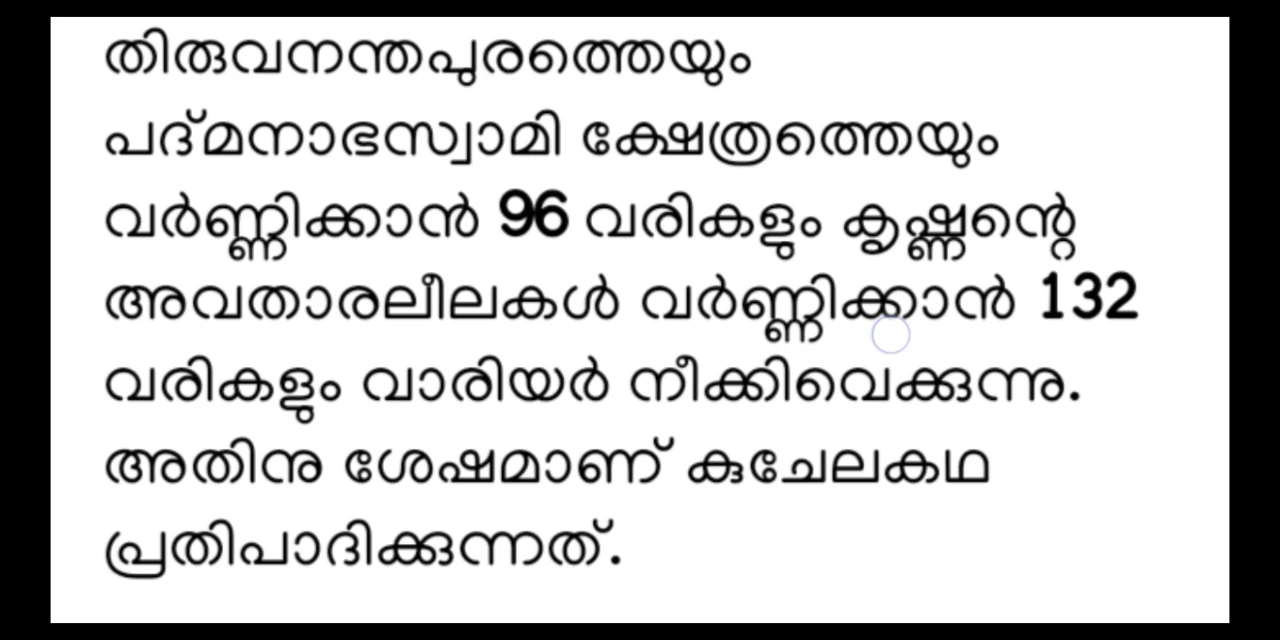 തിരുവനന്തപുരത്തെയും
പദ്മനാഭസ്വാമി ക്ഷേത്രത്തെയും
വർണ്ണിക്കാൻ 96 വരികളും കൃഷ്ണന്റെ
അവതാരലീലകൾ വർണ്ണിക്കാൻ 132
വരികളും വാരിയർ നീക്കിവെക്കുന്നു.
അതിനു ശേഷമാണ് കുചേലകഥ
പ്രതിപാദിക്കുന്നത്.